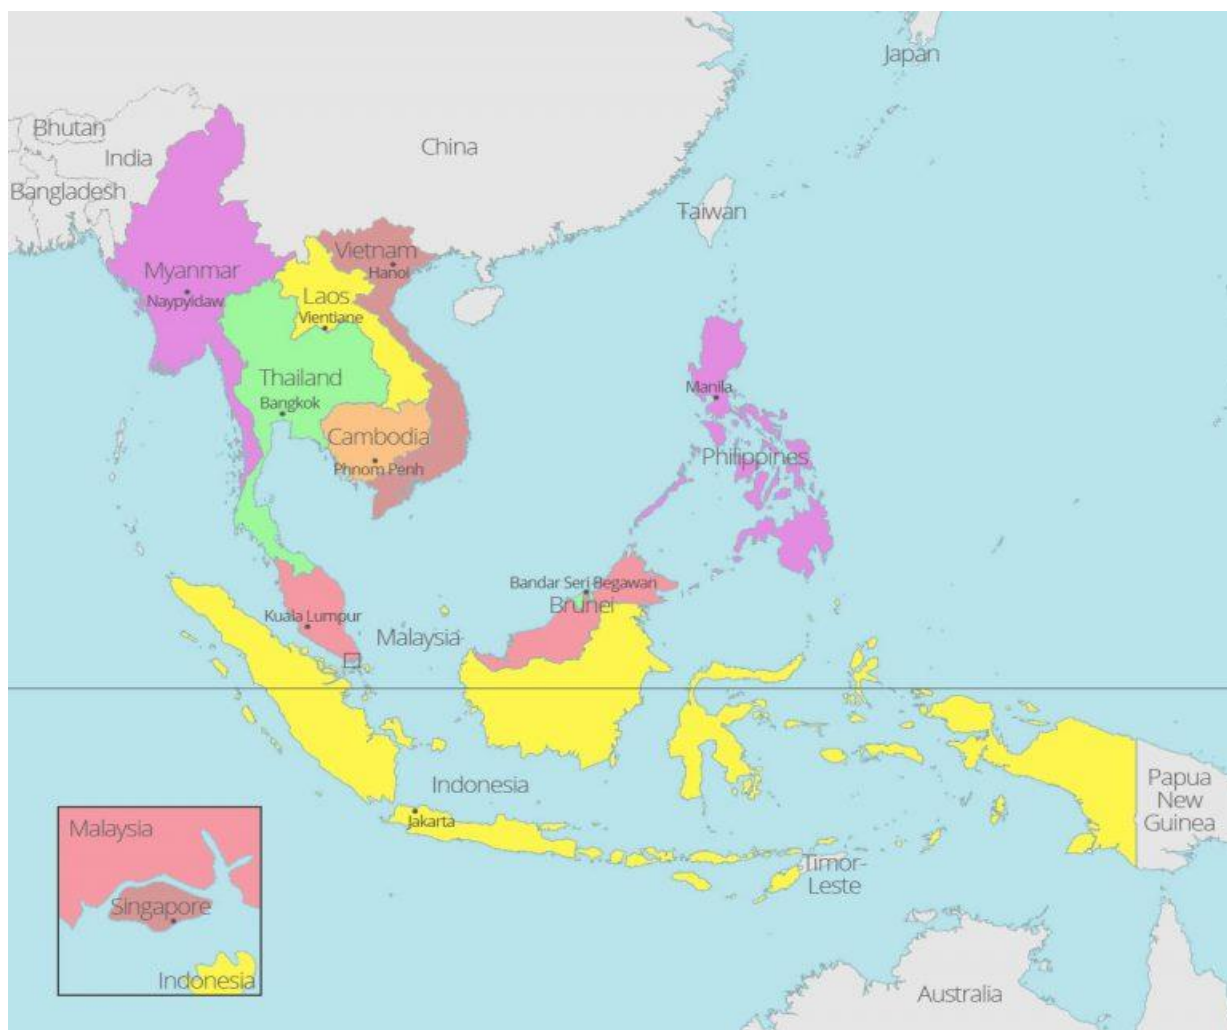 Japan
Bhutan
India
China
Bangladesh
Taiwan
Myanmar
Naypyidaw
Vietnam
Hanoi
Laos
Vientiane
Thailand
Bangkok
Manila
Cambodia
Phnom Penh
Philippines
Bandar Seri Begawan
Brunei
Kuala Lumpur
Malaysia
Indonesia
Jakarta
Papua
New
Guinea
Timor-
Leste
Malaysia
Singapore
Indonesia
Australia